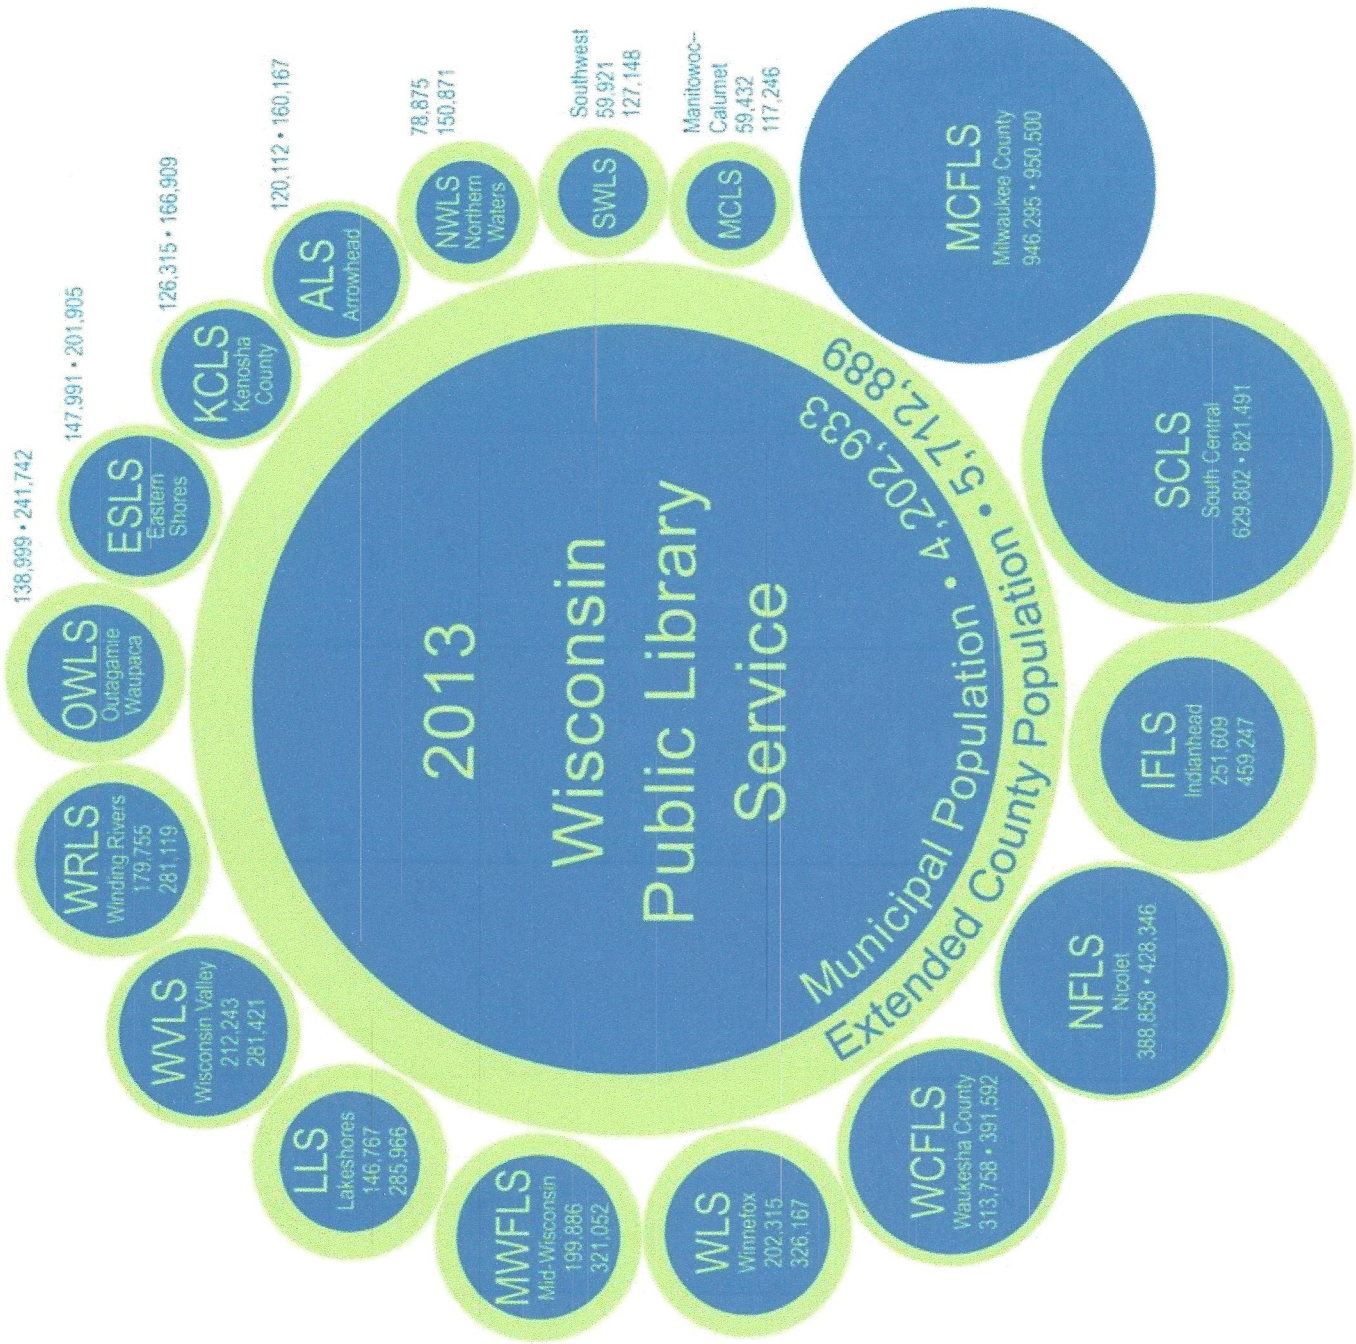 2013
Wisconsin
Public Library
Service
Municipal Population • 4,202,933
Extended County Population • 5,712,889
MCFLS
Milwaukee County
946,295 • 950,500
SCLS
South Central
629,802 • 821,491
IFLS
Indianhead
251,609
459,247
NFLS
Nicolet
388,858 • 428,346
WCFLS
Waukesha County
313,758 • 391,592
WLS
Winnefox
202,315
326,167
MWFLS
Mid-Wisconsin
199,886
321,052
LLS
Lakeshores
146,767
285,966
WVLS
Wisconsin Valley
212,243
281,421
WRLS
Winding Rivers
179,755
281,119
OWLS
Outagamie
Waupaca
138,999 • 241,742
ESLS
Eastern
Shores
147,991 • 201,905
KCLS
Kenosha
County
126,315 • 166,909
ALS
Arrowhead
120,112 • 160,167
NWLS
Northern
Waters
78,875
150,871
SWLS
Southwest
59,921
127,148
MCLS
Manitowoc--
Calumet
59,432
117,246